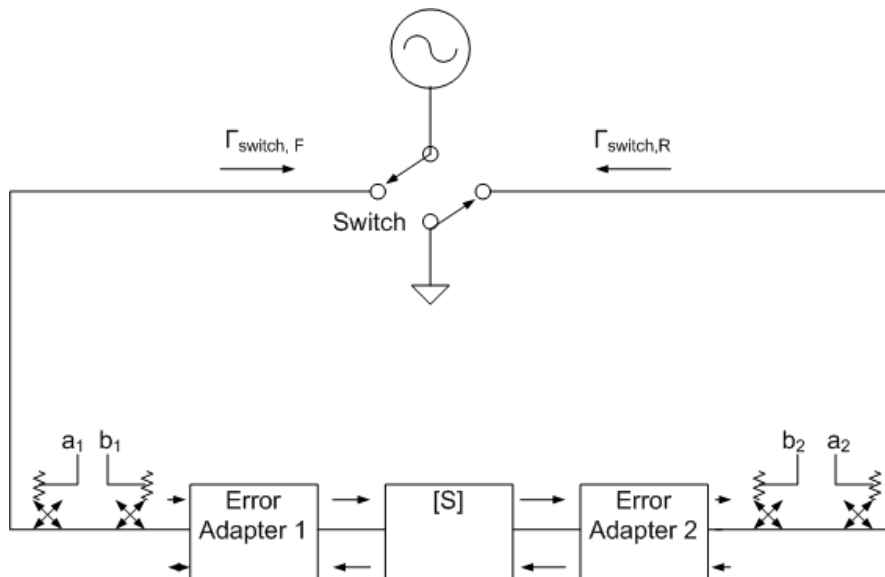 Γswitch, F
Γswitch,R
Switch
a1 b1
b2 a2
Error Adapter 1
[S]
Error Adapter 2